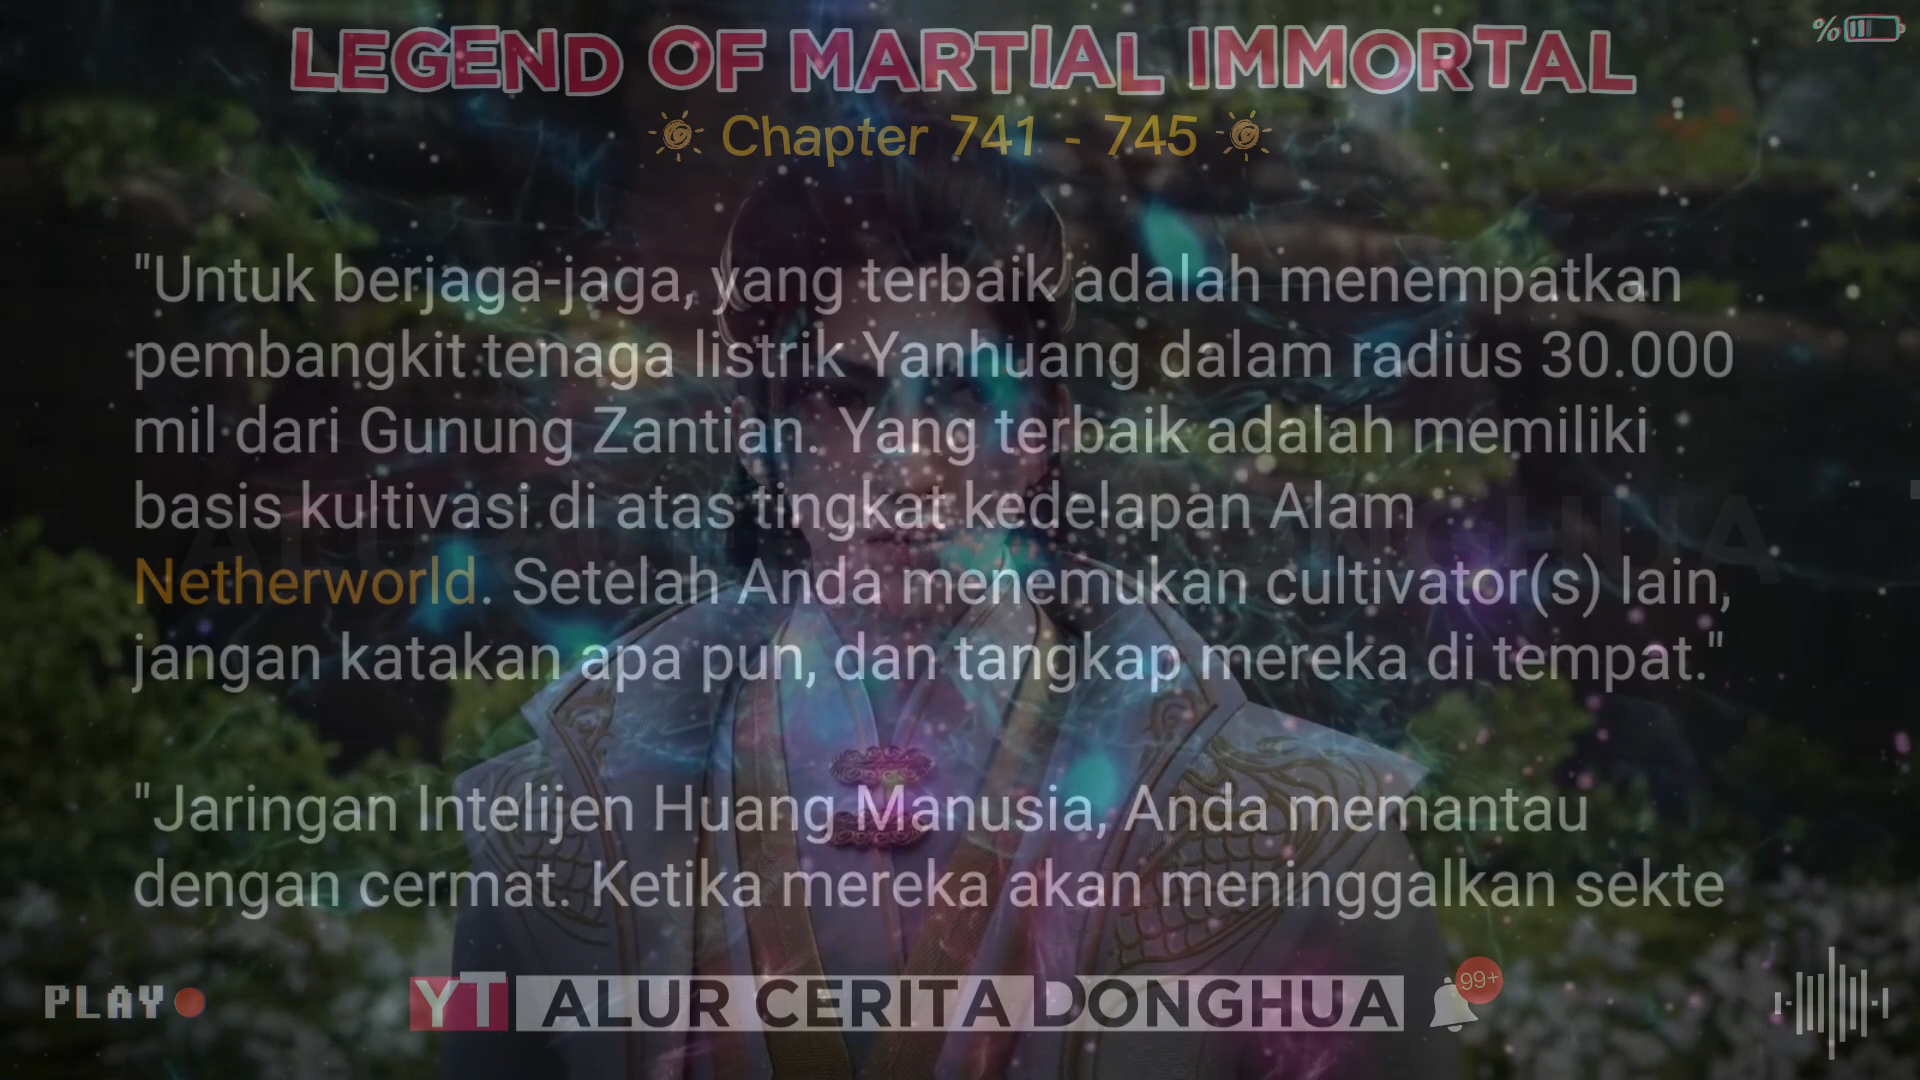 LEGEND OF MARTIAL IMMORTAL
%
Chapter 741 - 745
"Untuk berjaga-jaga, yang terbaik adalah menempatkan
pembangkit tenaga listrik Yanhuang dalam radius 30.000
mil dari Gunung Zantian. Yang terbaik adalah memiliki
basis kultivasi di atas tingkat kedelapan Alam
Netherworld. Setelah Anda menemukan cultivator(s) lain,
jangan katakan apa pun, dan tangkap mereka di tempat."
"Jaringan Intelijen Huang Manusia, Anda memantau
dengan cermat. Ketika mereka akan meninggalkan sekte
PLAY
YT ALUR CERITA DONGHUA
99+